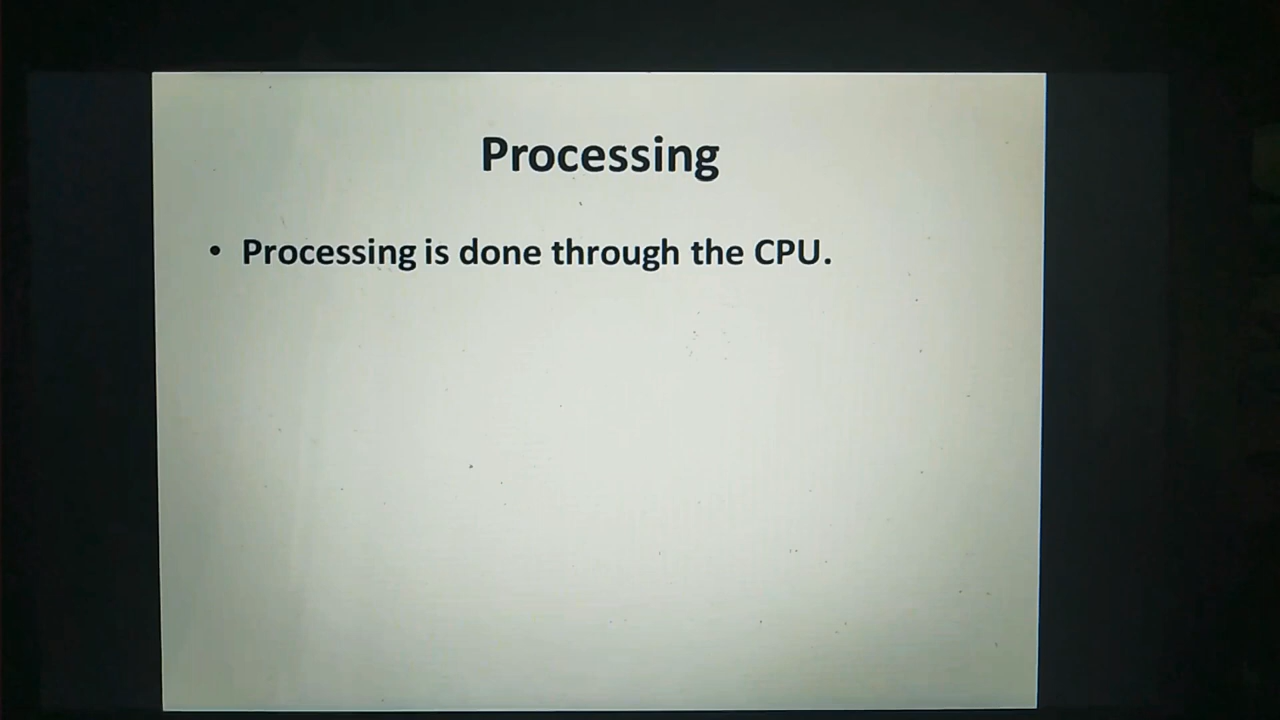 Processing
• Processing is done through the CPU.